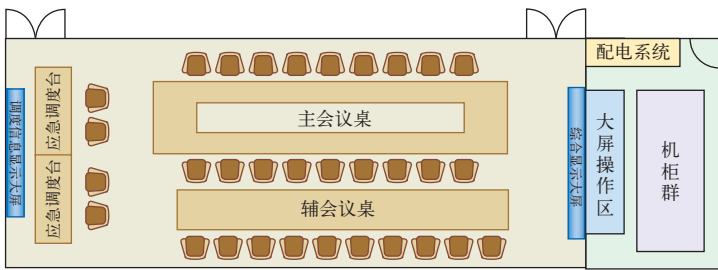 配电系统
调度信息显示大屏
应急调度台
应急调度台
主会议桌
辅会议桌
综合显示大屏
大屏操作区
机柜群